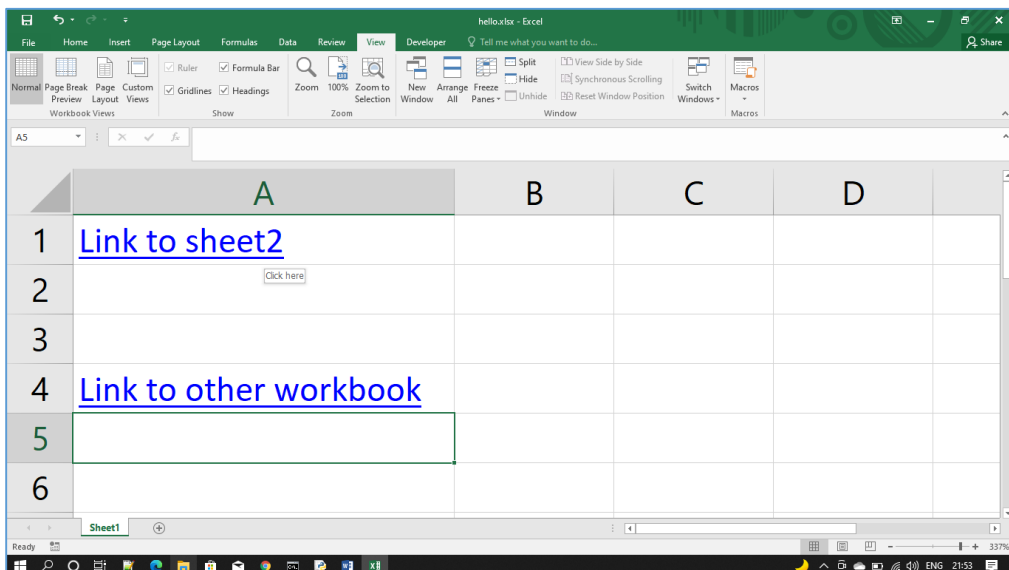 hello.xlsx - Excel
File Home Insert Page Layout Formulas Data Review View Developer Tell me what you want to do... Share
Normal Page Break Preview Page Layout Custom Views
Workbook Views
Ruler Formula Bar
Gridlines Headings
Show
Zoom 100% Zoom to Selection
Zoom
New Window Arrange All Freeze Panes
Split View Side by Side
Hide Synchronous Scrolling
Unhide Reset Window Position
Window
Switch Windows
Macros
Macros
A5 fx
A B C D
1 Link to sheet2
Click here
2
3
4 Link to other workbook
5
6
Sheet1
Ready 337%
ENG 21:53